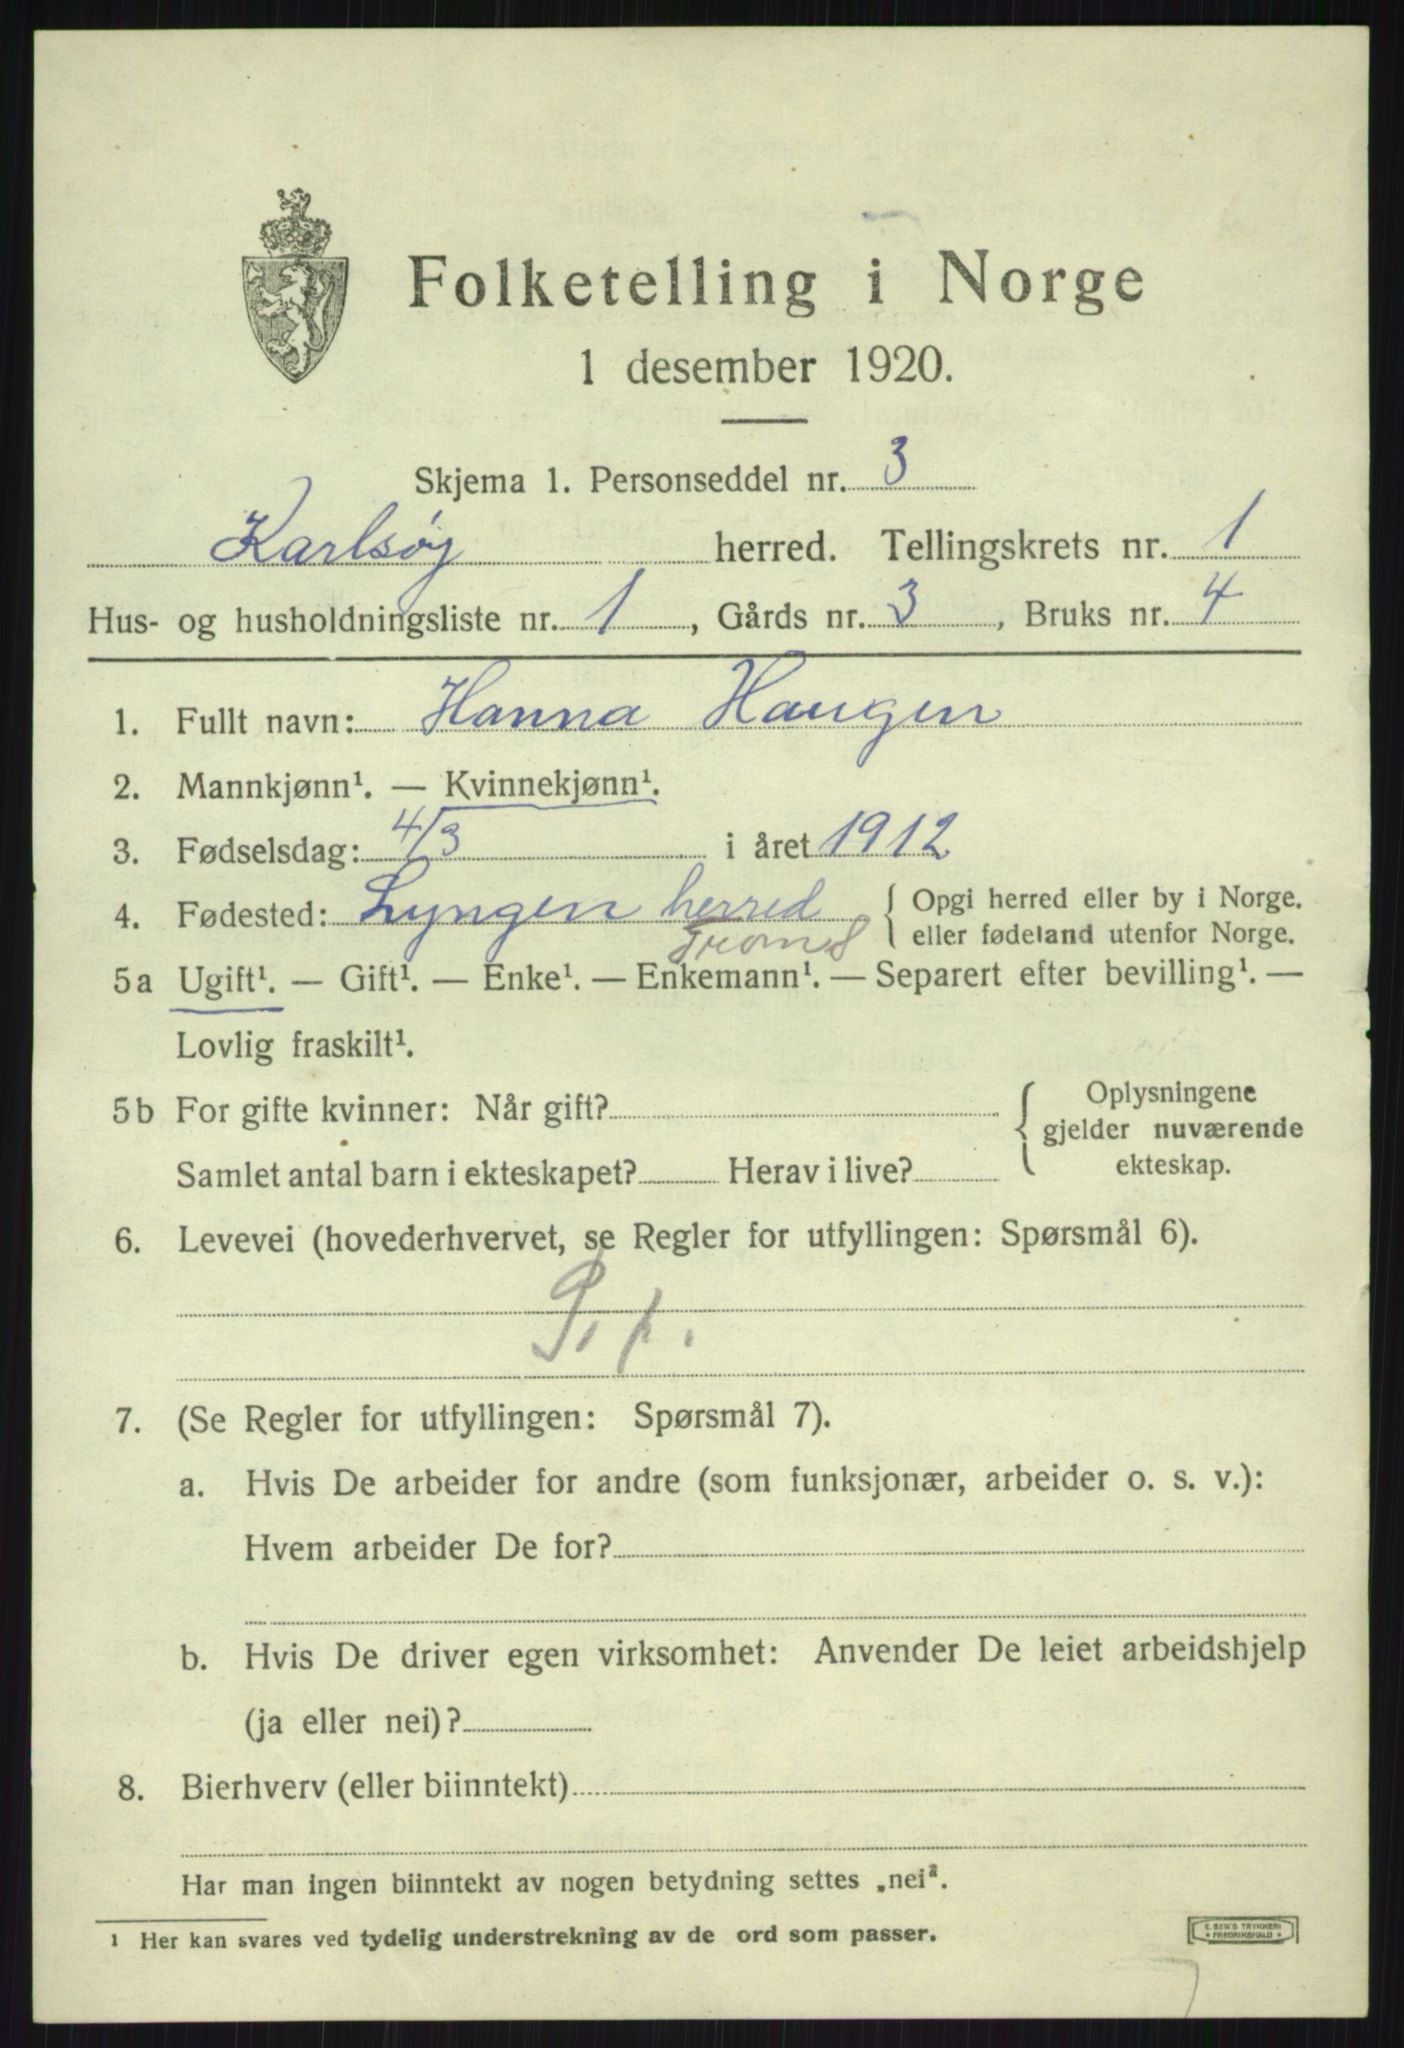 Folketelling i Norge
1 desember 1920.
Skjema 1. Personseddel nr. 3
Karlsøy herred. Tellingskrets nr. 1
Hus- og husholdningsliste nr. 1, Gårds nr. 3, Bruks nr. 4
1. Fullt navn: Hanna Haugen
2. Mannkjønn¹. — Kvinnekjønn¹.
3. Fødselsdag: 4/3 i året 1912
4. Fødested: Lyngen herred { Opgi herred eller by i Norge.
Troms eller fødeland utenfor Norge.
5a Ugift¹. — Gift¹. — Enke¹. — Enkemann¹. — Separert efter bevilling¹. —
Lovlig fraskilt¹.
5b For gifte kvinner: Når gift? { Oplysningene
gjelder nuværende
Samlet antal barn i ekteskapet? Herav i live? ekteskap.
6. Levevei (hovederhvervet, se Regler for utfyllingen: Spørsmål 6).
7. (Se Regler for utfyllingen: Spørsmål 7).
a. Hvis De arbeider for andre (som funksjonær, arbeider o. s. v.):
Hvem arbeider De for?
b. Hvis De driver egen virksomhet: Anvender De leiet arbeidshjelp
(ja eller nei)?
8. Bierhverv (eller biinntekt)
Har man ingen biinntekt av nogen betydning settes „nei".
¹ Her kan svares ved tydelig understrekning av de ord som passer.
E. SEM'S TRYKKERI
FREDRIKSHALD